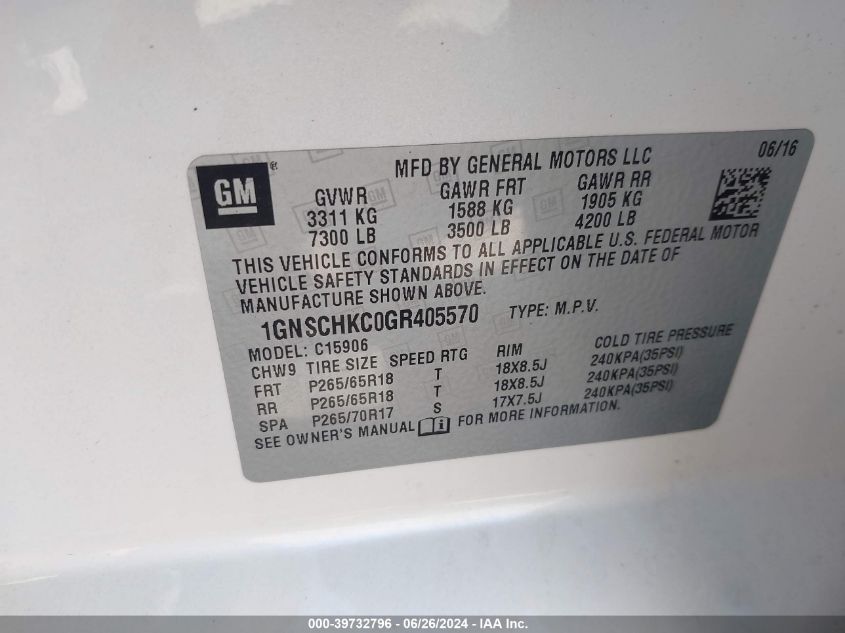 GM ® MFD BY GENERAL MOTORS LLC 06/16
GVWR GAWR FRT GAWR RR
3311 KG 1588 KG 1905 KG
7300 LB 3500 LB 4200 LB
THIS VEHICLE CONFORMS TO ALL APPLICABLE U.S. FEDERAL MOTOR
VEHICLE SAFETY STANDARDS IN EFFECT ON THE DATE OF
MANUFACTURE SHOWN ABOVE.
1GNSCHKC0GR405570 TYPE: M.P.V.
MODEL: C15906
CHW9 TIRE SIZE SPEED RTG RIM COLD TIRE PRESSURE
FRT P265/65R18 T 18X8.5J 240KPA(35PSI)
RR P265/65R18 T 18X8.5J 240KPA(35PSI)
SPA P265/70R17 S 17X7.5J 240KPA(35PSI)
SEE OWNER'S MANUAL i FOR MORE INFORMATION.
000-39732796 - 06/26/2024 - IAA Inc.